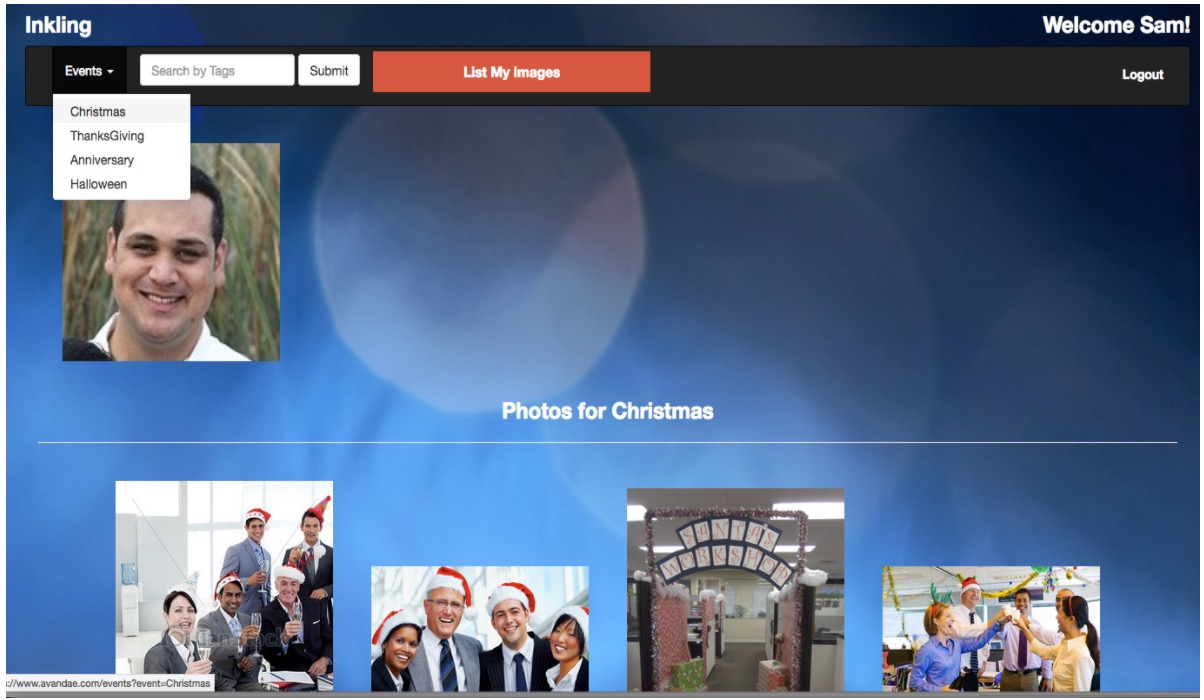 Inkling
Welcome Sam!
Events
Search by Tags
Submit
List My Images
Logout
Christmas
ThanksGiving
Anniversary
Halloween
Photos for Christmas
SANTA'S
WORKSHOP
s://www.avandae.com/events?event=Christmas